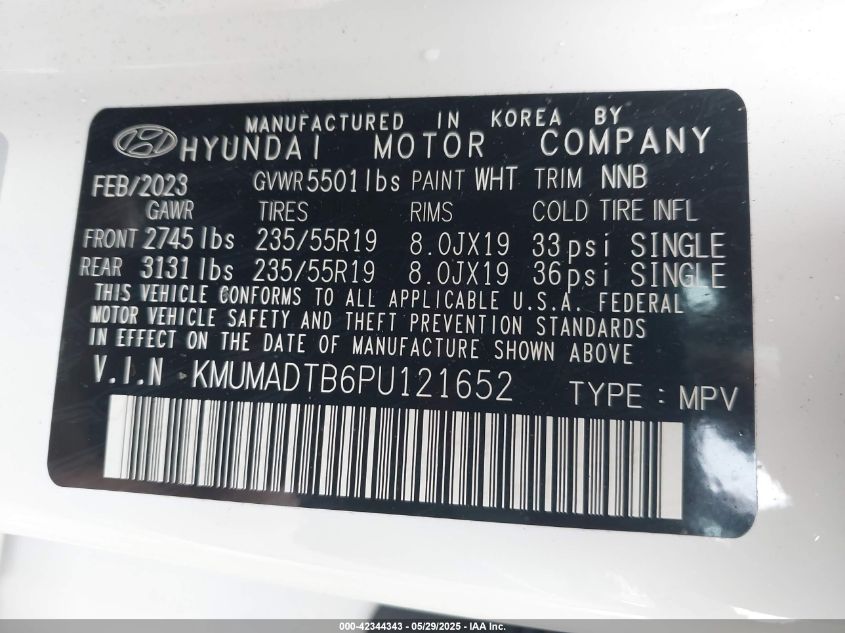 MANUFACTURED IN KOREA BY
HYUNDAI MOTOR COMPANY
FEB/2023 GVWR 5501lbs PAINT WHT TRIM NNB
GAWR TIRES RIMS COLD TIRE INFL
FRONT 2745 lbs 235/55R19 8.0JX19 33psi SINGLE
REAR 3131 lbs 235/55R19 8.0JX19 36psi SINGLE
THIS VEHICLE CONFORMS TO ALL APPLICABLE U.S.A. FEDERAL
MOTOR VEHICLE SAFETY AND THEFT PREVENTION STANDARDS
IN EFFECT ON THE DATE OF MANUFACTURE SHOWN ABOVE
V.I.N KMUMADTB6PU121652 TYPE : MPV
000-42344343 05/29/2025 IAA Inc.